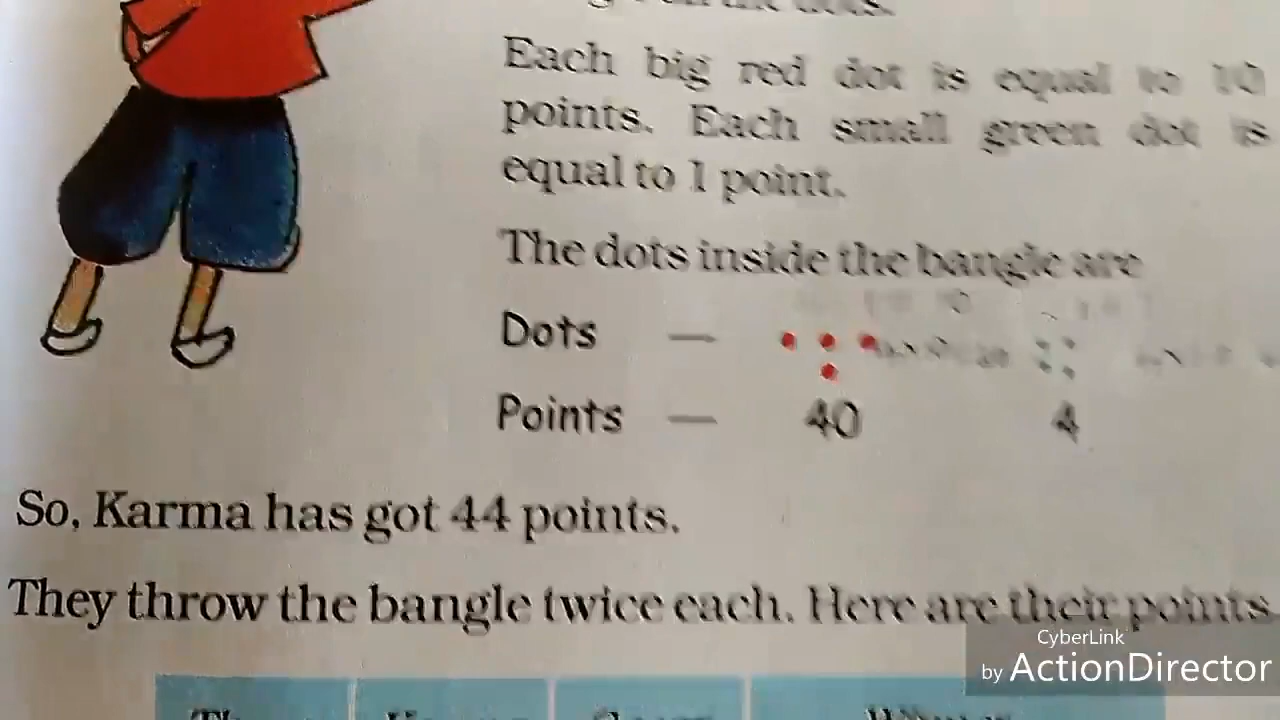 dots.
Each big red dot is equal to 10
points. Each small green dot is
equal to 1 point.
The dots inside the bangle are
Dots —
Points — 40 4
So, Karma has got 44 points.
They throw the bangle twice each. Here are their points
CyberLink
by ActionDirector